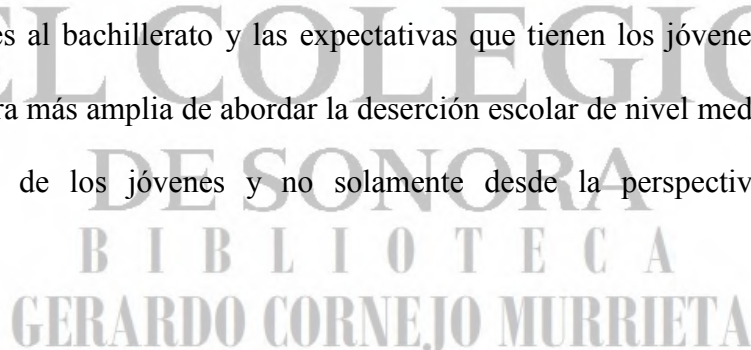 EL COLEGIO
es al bachillerato y las expectativas que tienen los jóvene
ra más amplia de abordar la deserción escolar de nivel med
DE SONORA
de los jóvenes y no solamente desde la perspectiv
BIBLIOTECA
GERARDO CORNEJO MURRIETA